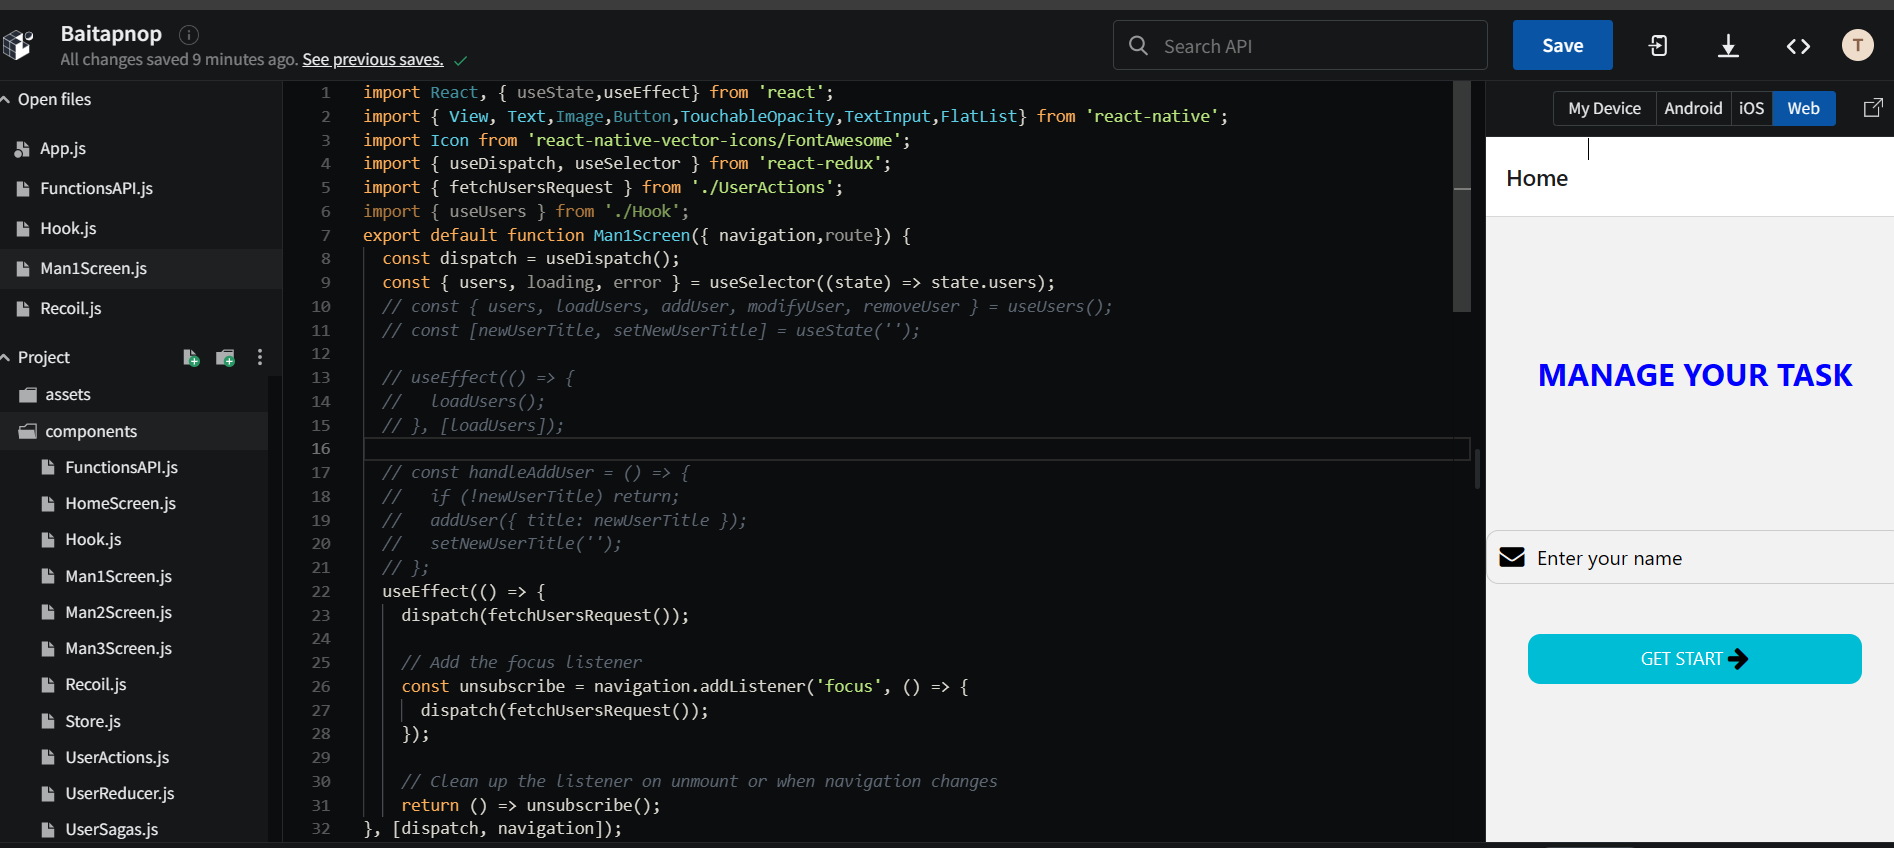 Baitapnop
All changes saved 9 minutes ago. See previous saves.
Search API
Save
T
Open files
App.js
FunctionsAPI.js
Hook.js
Man1Screen.js
Recoil.js
Project
assets
components
FunctionsAPI.js
HomeScreen.js
Hook.js
Man1Screen.js
Man2Screen.js
Man3Screen.js
Recoil.js
Store.js
UserActions.js
UserReducer.js
UserSagas.js
1 import React, { useState,useEffect} from 'react';
2 import { View, Text,Image,Button,TouchableOpacity,TextInput,FlatList} from 'react-native';
3 import Icon from 'react-native-vector-icons/FontAwesome';
4 import { useDispatch, useSelector } from 'react-redux';
5 import { fetchUsersRequest } from './UserActions';
6 import { useUsers } from './Hook';
7 export default function Man1Screen({ navigation,route}) {
8 const dispatch = useDispatch();
9 const { users, loading, error } = useSelector((state) => state.users);
10 // const { users, loadUsers, addUser, modifyUser, removeUser } = useUsers();
11 // const [newUserTitle, setNewUserTitle] = useState('');
12
13 // useEffect(() => {
14 //   loadUsers();
15 // }, [loadUsers]);
16
17 // const handleAddUser = () => {
18 //   if (!newUserTitle) return;
19 //   addUser({ title: newUserTitle });
20 //   setNewUserTitle('');
21 // };
22 useEffect(() => {
23 dispatch(fetchUsersRequest());
24
25 // Add the focus listener
26 const unsubscribe = navigation.addListener('focus', () => {
27 dispatch(fetchUsersRequest());
28 });
29
30 // Clean up the listener on unmount or when navigation changes
31 return () => unsubscribe();
32 }, [dispatch, navigation]);
My Device
Android
iOS
Web
Home
MANAGE YOUR TASK
Enter your name
GET START